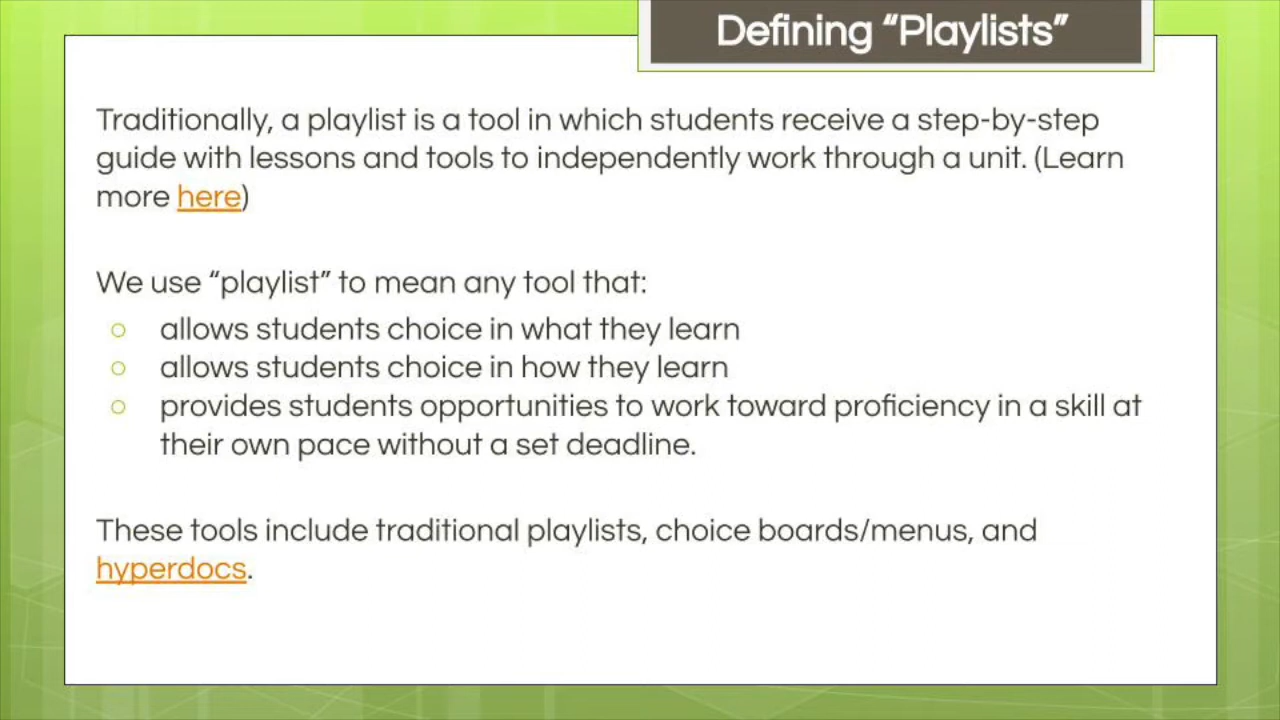 Defining “Playlists”
Traditionally, a playlist is a tool in which students receive a step-by-step
guide with lessons and tools to independently work through a unit. (Learn
more here)
We use “playlist” to mean any tool that:
○ allows students choice in what they learn
○ allows students choice in how they learn
○ provides students opportunities to work toward proficiency in a skill at
their own pace without a set deadline.
These tools include traditional playlists, choice boards/menus, and
hyperdocs.